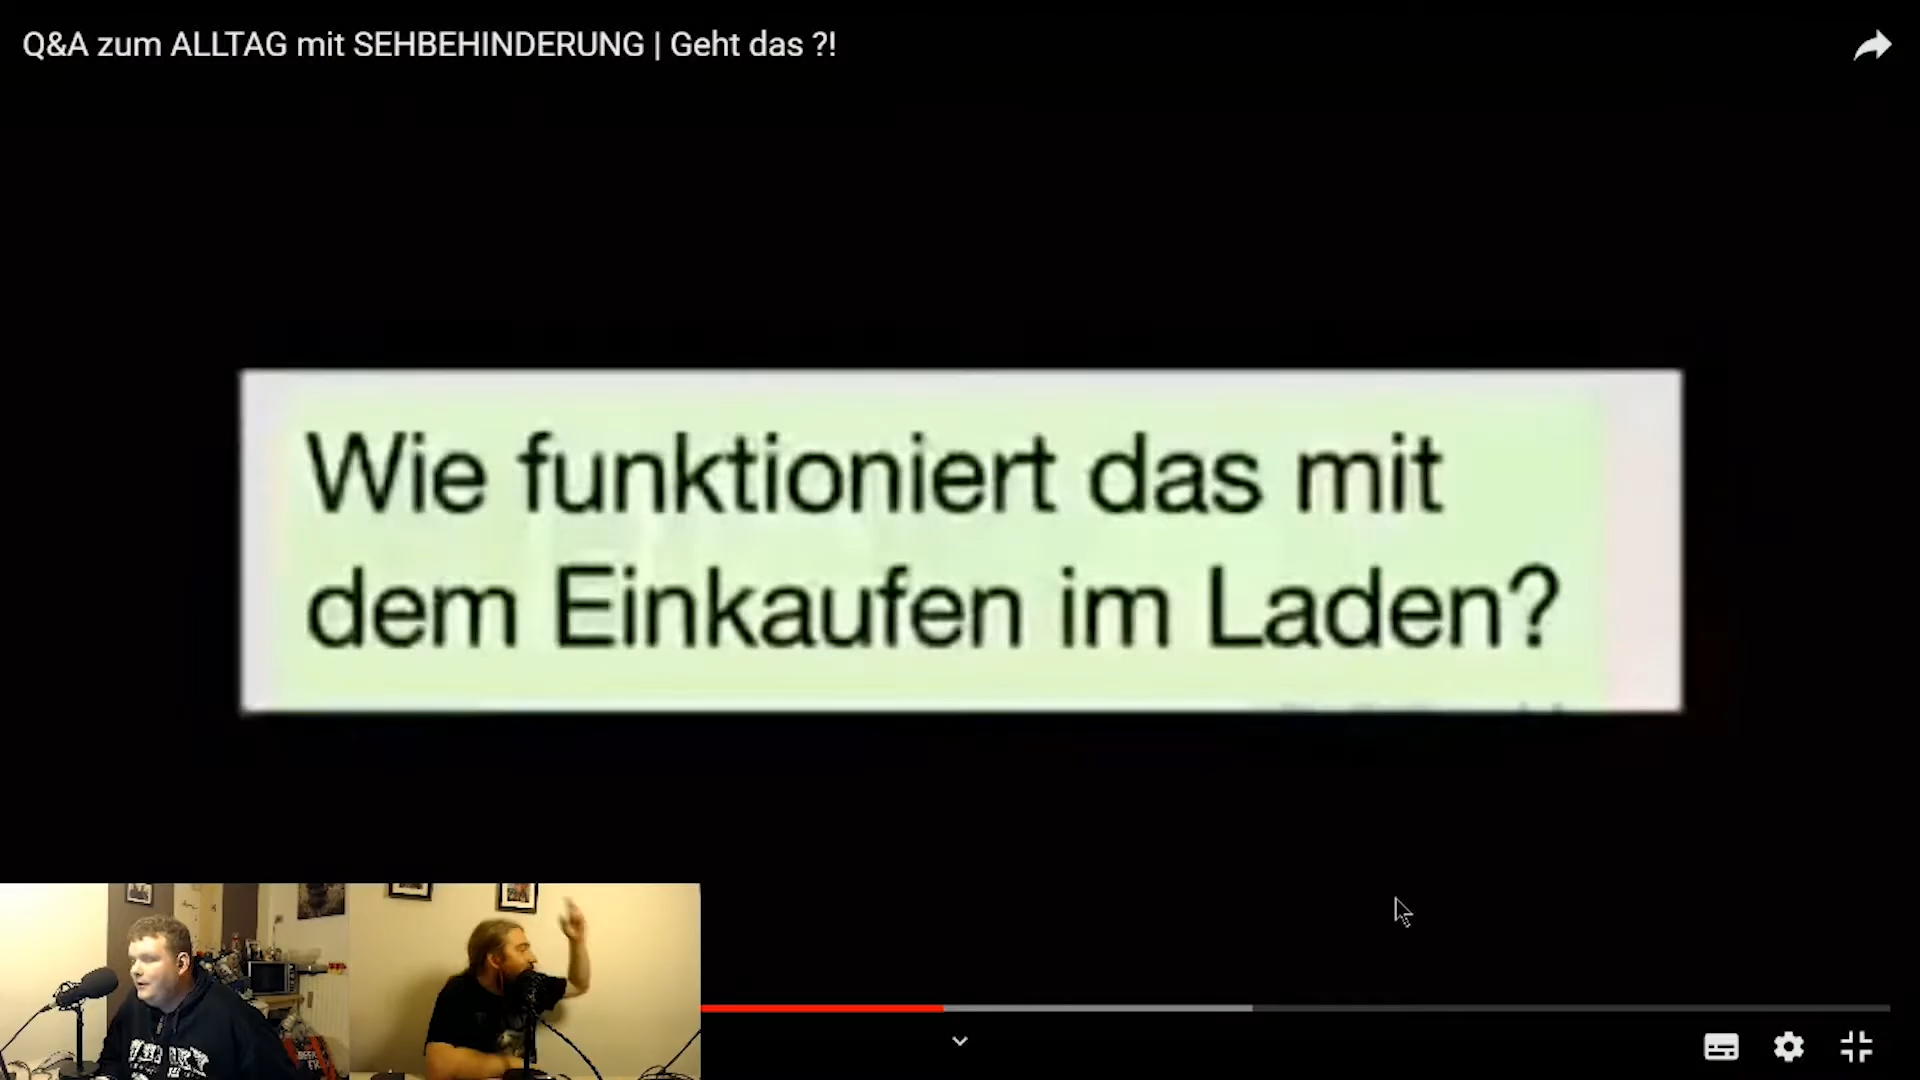 Q&A zum ALLTAG mit SEHBEHINDERUNG | Geht das ?!
Wie funktioniert das mit
dem Einkaufen im Laden?